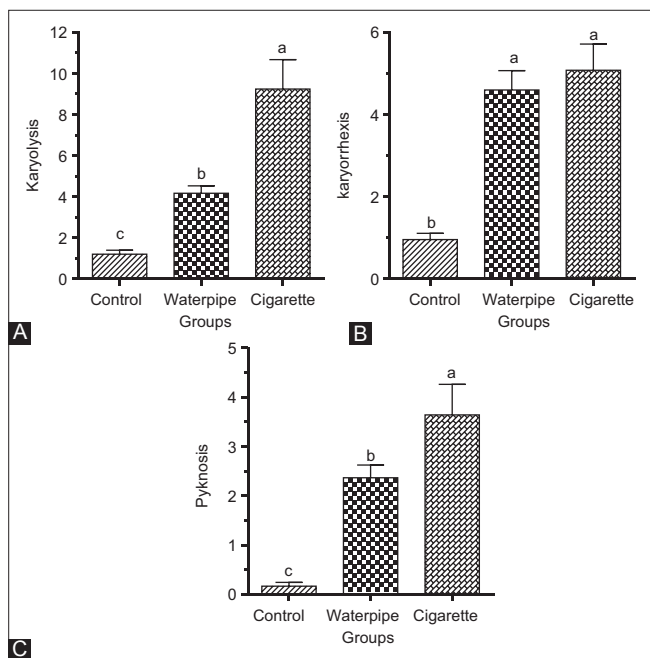 12
10
8
6
4
2
0
Karyolysis
c
b
a
Control Waterpipe Cigarette
Groups
A
6
4
2
0
karyorrhexis
b
a
a
Control Waterpipe Cigarette
Groups
B
5
4
3
2
1
0
Pyknosis
c
b
a
Control Waterpipe Cigarette
Groups
C